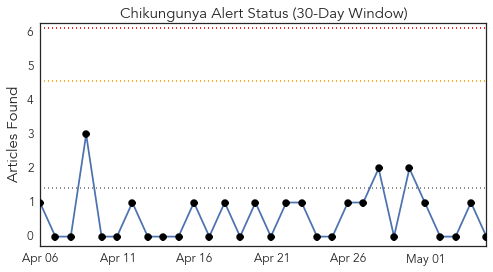 Chikungunya Alert Status (30-Day Window)
Articles Found
6
5
4
3
2
1
0
Apr 06 Apr 11 Apr 16 Apr 21 Apr 26 May 01